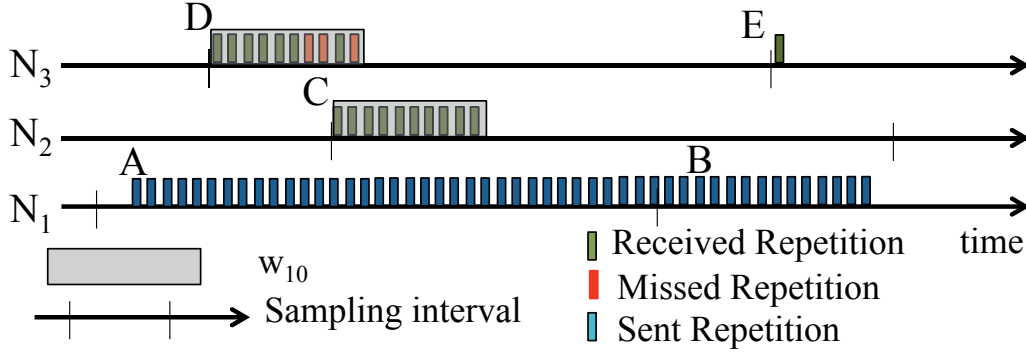 D
E
N3
C
N2
A
B
N1
Received Repetition
time
w10
Missed Repetition
Sampling interval
Sent Repetition